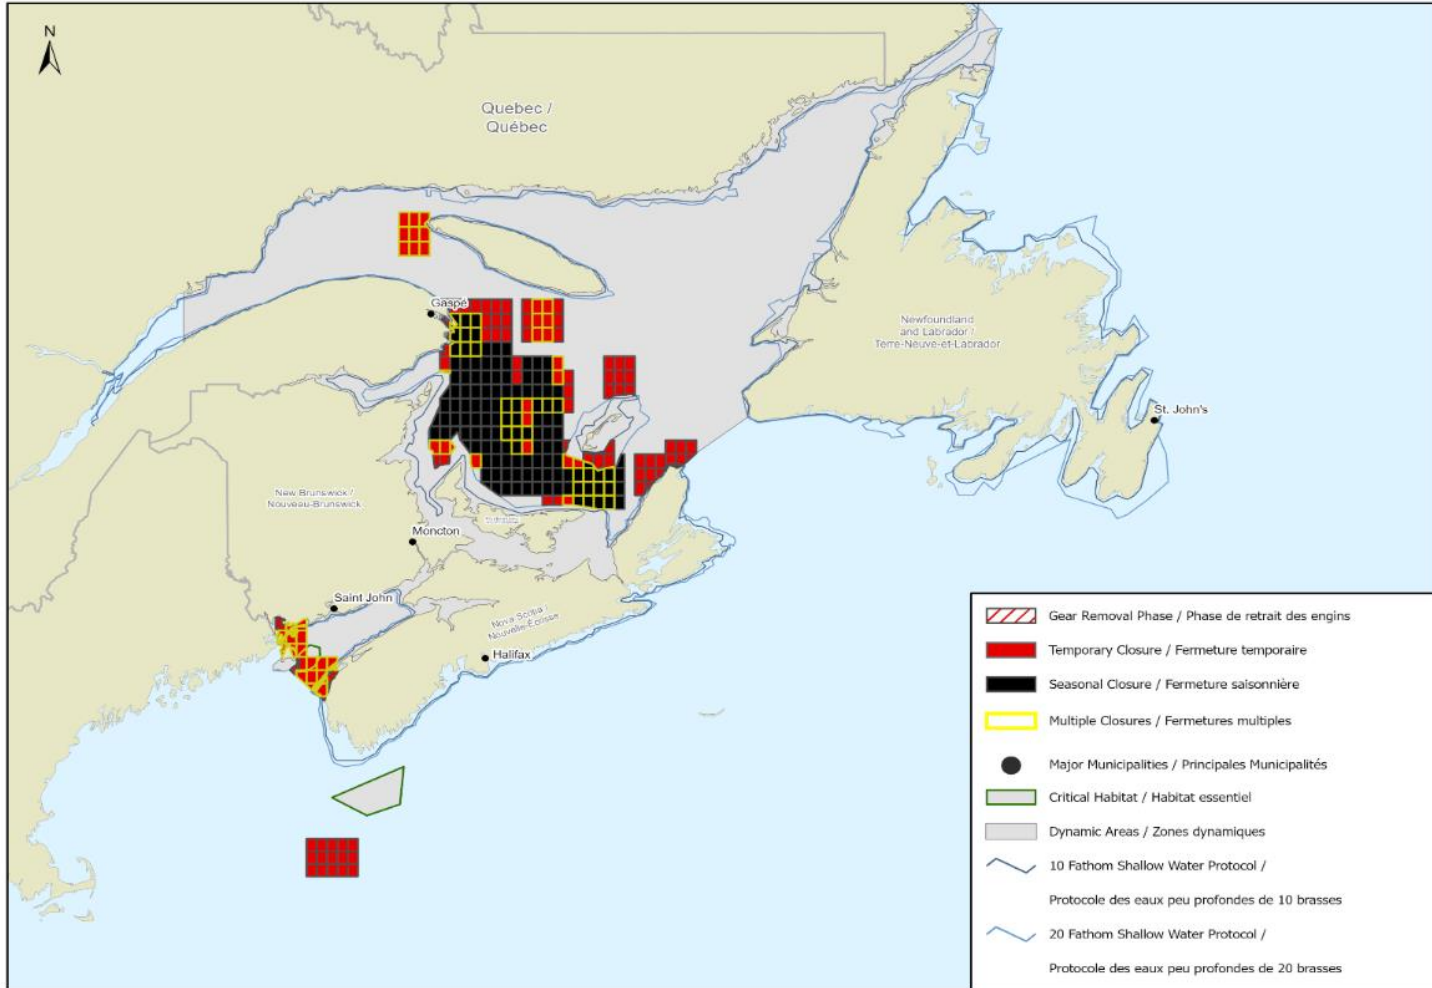 N
Quebec /
Québec
Gaspé
Newfoundland
and Labrador /
Terre-Neuve-et-Labrador
St. John's
New Brunswick /
Nouveau-Brunswick
Moncton
Saint John
Nova Scotia /
Nouvelle-Écosse
Halifax
Gear Removal Phase / Phase de retrait des engins
Temporary Closure / Fermeture temporaire
Seasonal Closure / Fermeture saisonnière
Multiple Closures / Fermetures multiples
Major Municipalities / Principales Municipalités
Critical Habitat / Habitat essentiel
Dynamic Areas / Zones dynamiques
10 Fathom Shallow Water Protocol /
Protocole des eaux peu profondes de 10 brasses
20 Fathom Shallow Water Protocol /
Protocole des eaux peu profondes de 20 brasses